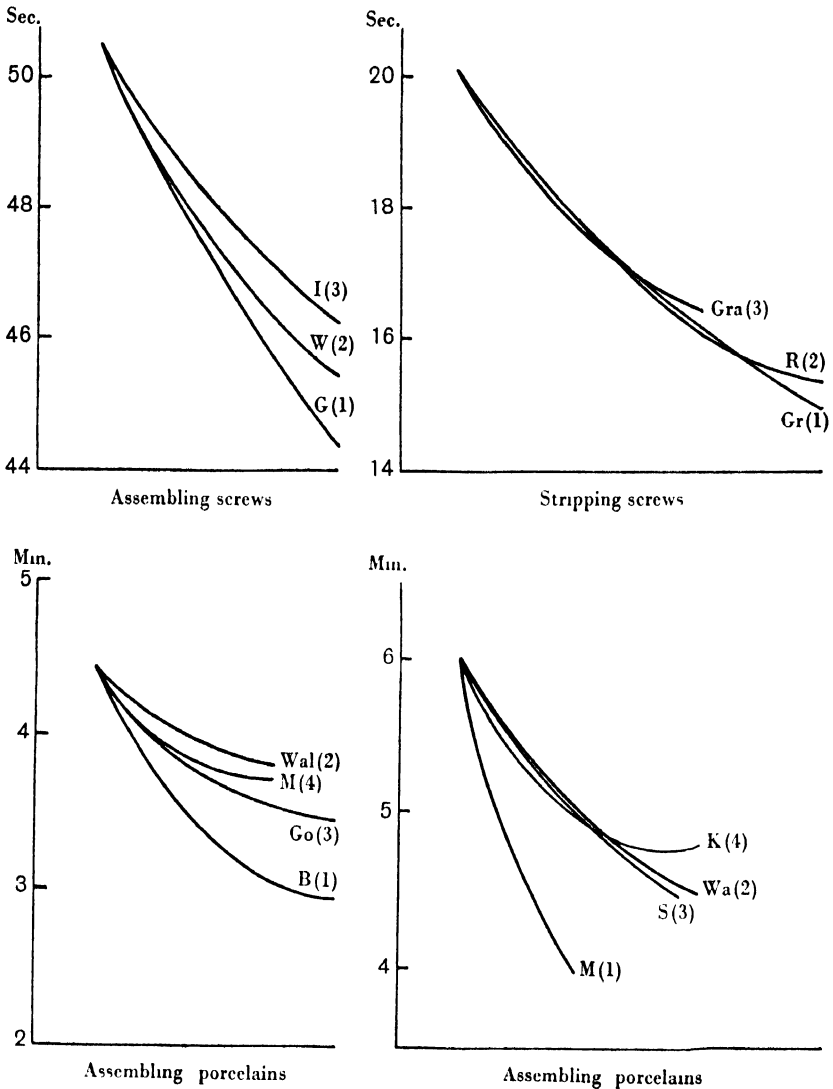 Sec.
50
48
46
44
I(3)
W(2)
G(1)
Assembling screws
Sec.
20
18
16
14
Gra(3)
R(2)
Gr(1)
Stripping screws
Min.
5
4
3
2
Wal(2)
M(4)
Go(3)
B(1)
Assembling porcelains
Min.
6
5
4
K(4)
Wa(2)
S(3)
M(1)
Assembling porcelains